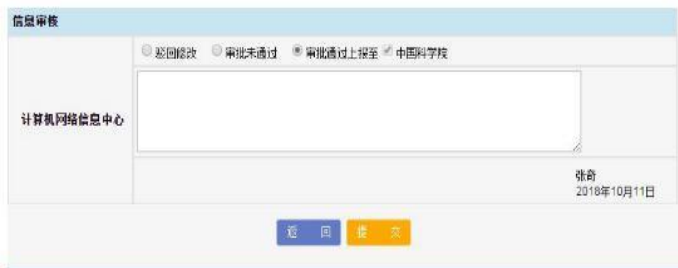 信息审核
驳回修改 审批未通过 审批通过上报至 中国科学院
计算机网络信息中心
张奇
2018年10月11日
返 回 提 交